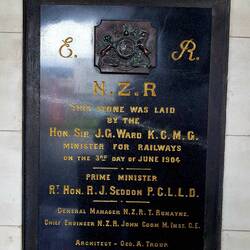 E. R.
N.Z.R
THIS STONE WAS LAID
BY THE
HON. SIR J.G. WARD K.C.M.G.
MINISTER FOR RAILWAYS
ON THE 3RD DAY OF JUNE 1904
PRIME MINISTER
RT. HON. R.J. SEDDON P.C.L.L.D.
GENERAL MANAGER N.Z.R. T. RONAYNE.
CHIEF ENGINEER N.Z.R. JOHN COOM M. INST. C.E.
ARCHITECT - GEO. A. TROUP